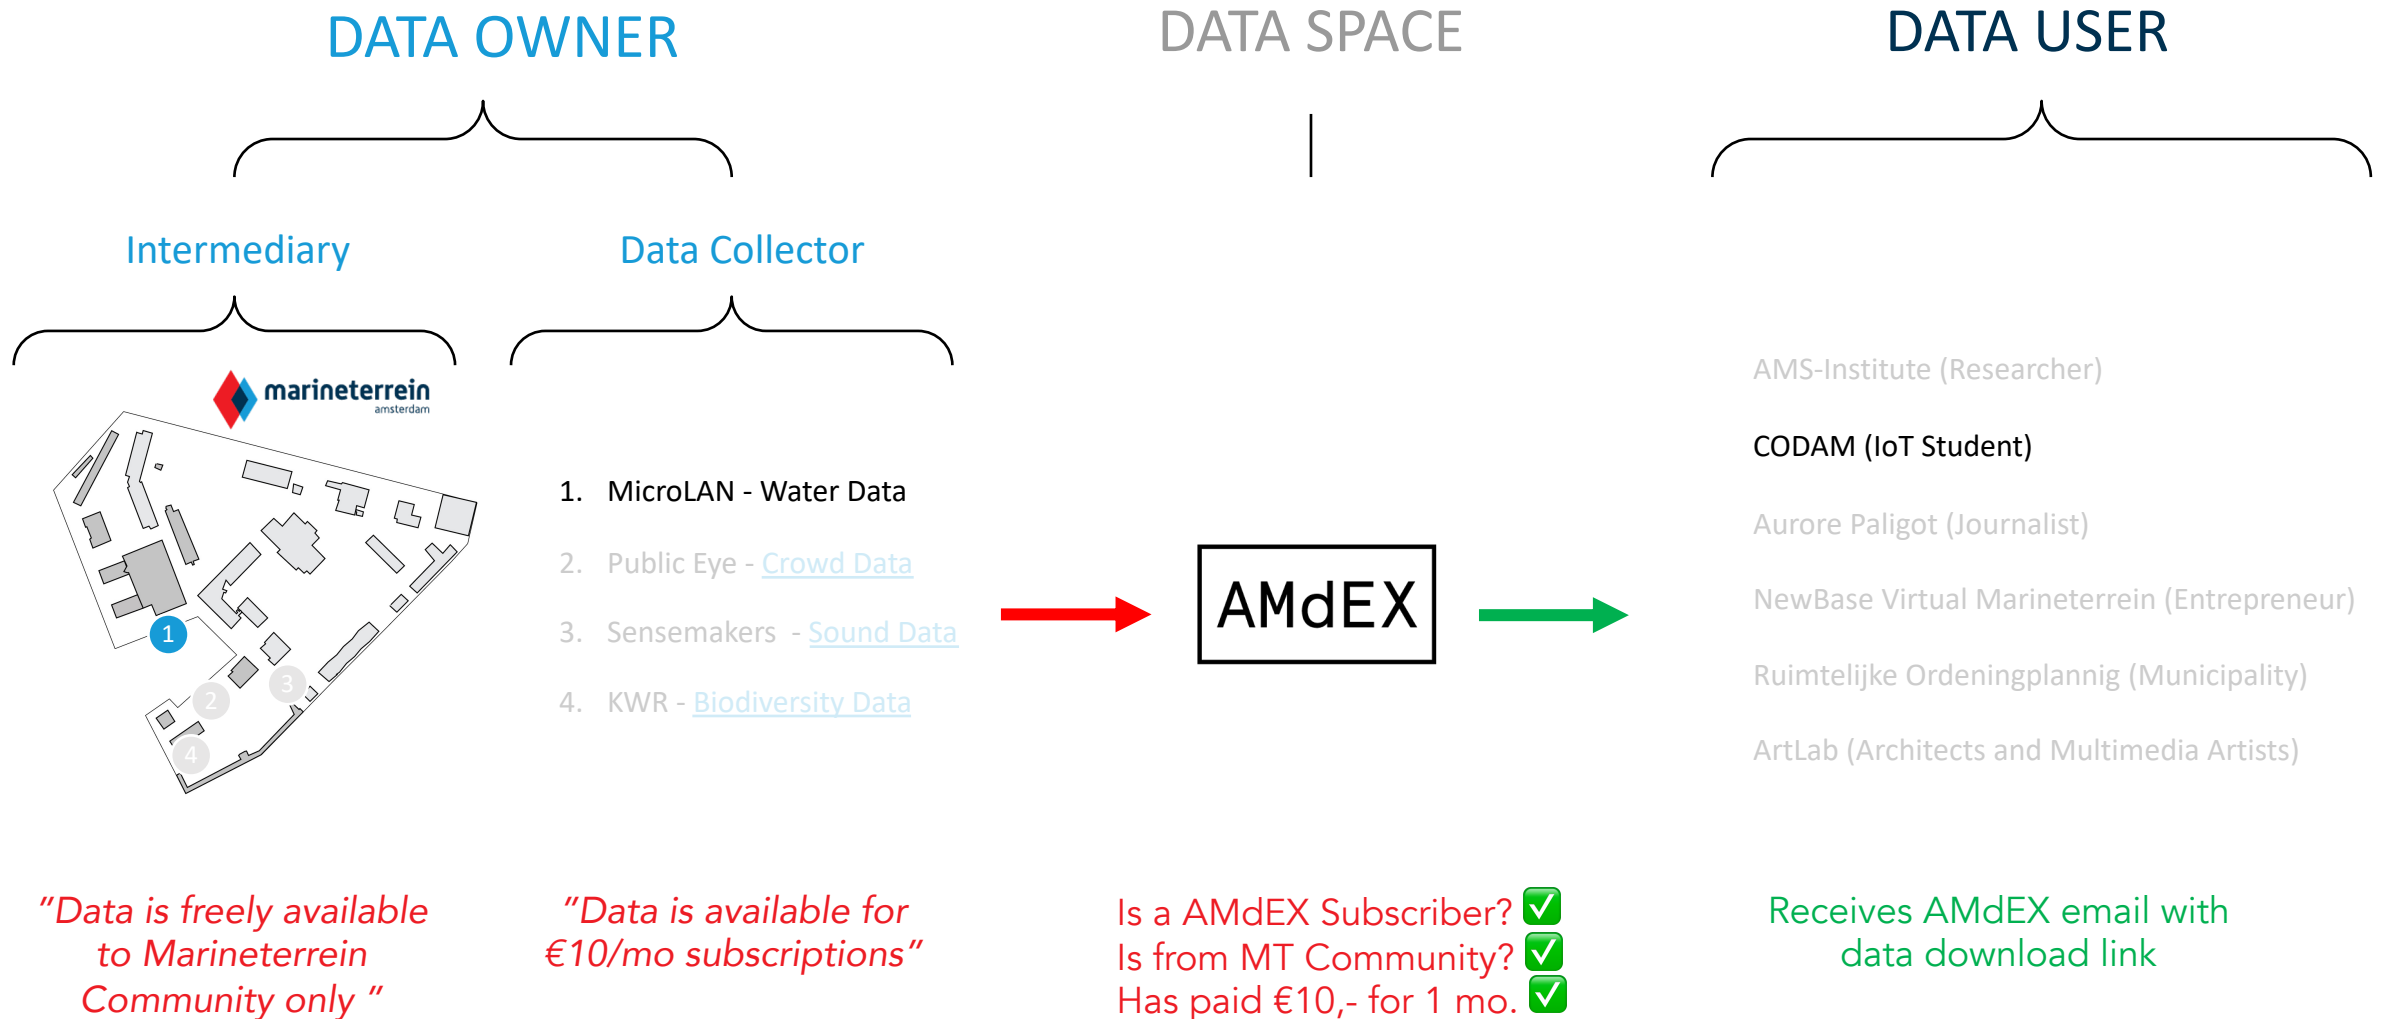 DATA OWNER
DATA SPACE
DATA USER
Intermediary
Data Collector
marineterrein
amsterdam
1
2
3
4
1. MicroLAN - Water Data
2. Public Eye - Crowd Data
3. Sensemakers - Sound Data
4. KWR - Biodiversity Data
AMdEX
AMS-Institute (Researcher)
CODAM (IoT Student)
Aurore Paligot (Journalist)
NewBase Virtual Marineterrein (Entrepreneur)
Ruimtelijke Ordeningplannig (Municipality)
ArtLab (Architects and Multimedia Artists)
"Data is freely available
to Marineterrein
Community only "
"Data is available for
€10/mo subscriptions"
Is a AMdEX Subscriber? ✅
Is from MT Community? ✅
Has paid €10,- for 1 mo. ✅
Receives AMdEX email with
data download link